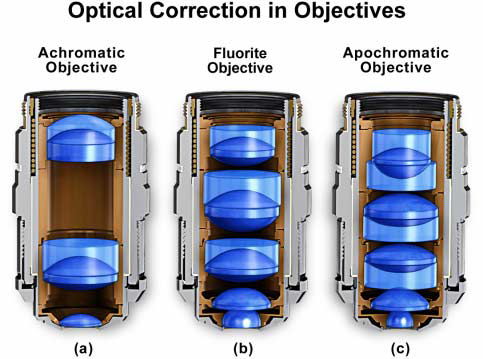 Optical Correction in Objectives
Achromatic
Objective
Fluorite
Objective
Apochromatic
Objective
(a)
(b)
(c)